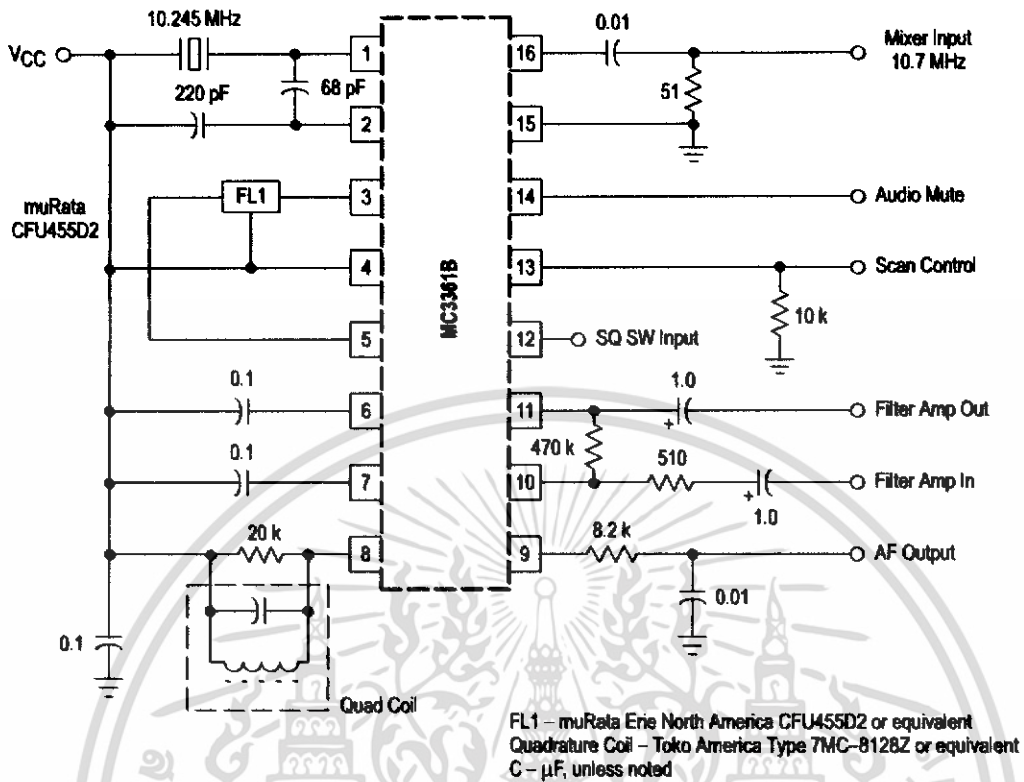 10.245 MHz
VCC
220 pF
68 pF
muRata
CFU455D2
FL1
1
2
3
4
5
6
7
8
0.1
0.1
20 k
0.1
Quad Coil
MC3361B
16
15
14
13
12
11
10
9
0.01
Mixer Input
10.7 MHz
51
Audio Mute
Scan Control
10 k
SQ SW Input
1.0
+
Filter Amp Out
470 k
510
+
1.0
Filter Amp In
8.2 k
AF Output
0.01
FL1 – muRata Erie North America CFU455D2 or equivalent
Quadrature Coil – Toko America Type 7MC–8128Z or equivalent
C – µF, unless noted